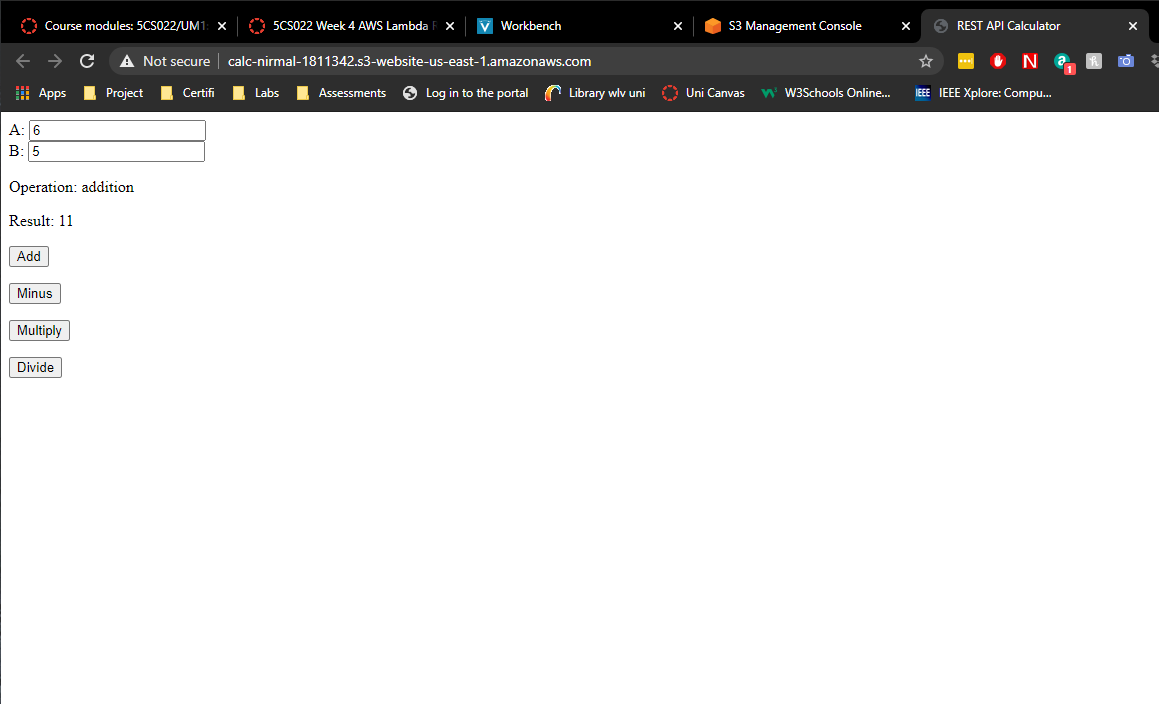 Course modules: 5CS022/UM1 5CS022 Week 4 AWS Lambda Workbench S3 Management Console REST API Calculator
Not secure calc-nirmal-1811342.s3-website-us-east-1.amazonaws.com
Apps Project Certifi Labs Assessments Log in to the portal Library wlv uni Uni Canvas W3Schools Online... IEEE IEEE Xplore: Compu...
A: 6
B: 5
Operation: addition
Result: 11
Add
Minus
Multiply
Divide